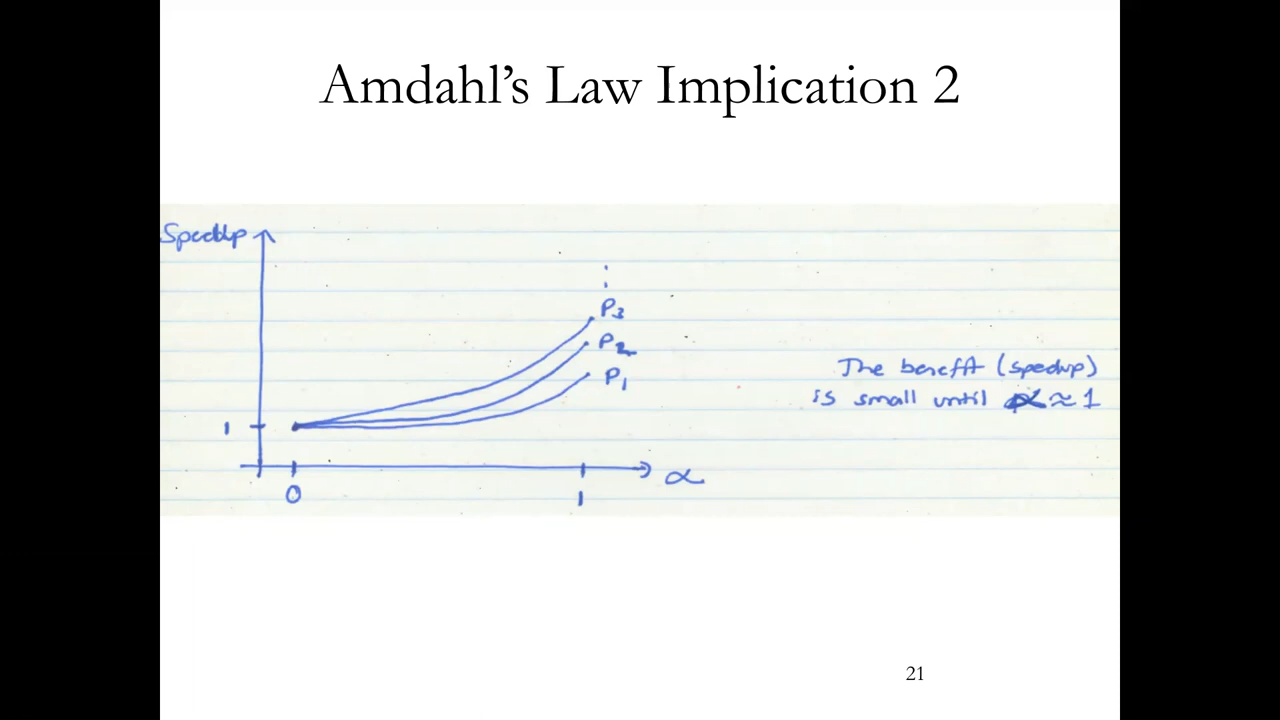 Amdahl's Law Implication 2
Speedup
P3
P2
P1
The benefit (speedup)
is small until α ≈ 1
1
α
0
1
21